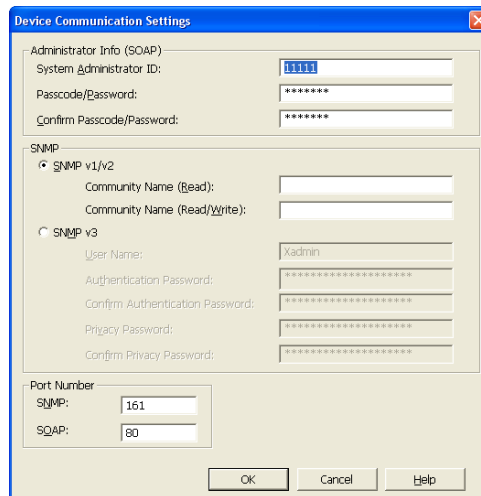 Device Communication Settings
Administrator Info (SOAP)
System Administrator ID: 11111
Passcode/Password: *******
Confirm Passcode/Password: *******
SNMP
SNMP v1/v2
Community Name (Read):
Community Name (Read/Write):
SNMP v3
User Name: Xadmin
Authentication Password: ********************
Confirm Authentication Password: ********************
Privacy Password: ********************
Confirm Privacy Password: ********************
Port Number
SNMP: 161
SOAP: 80
OK Cancel Help